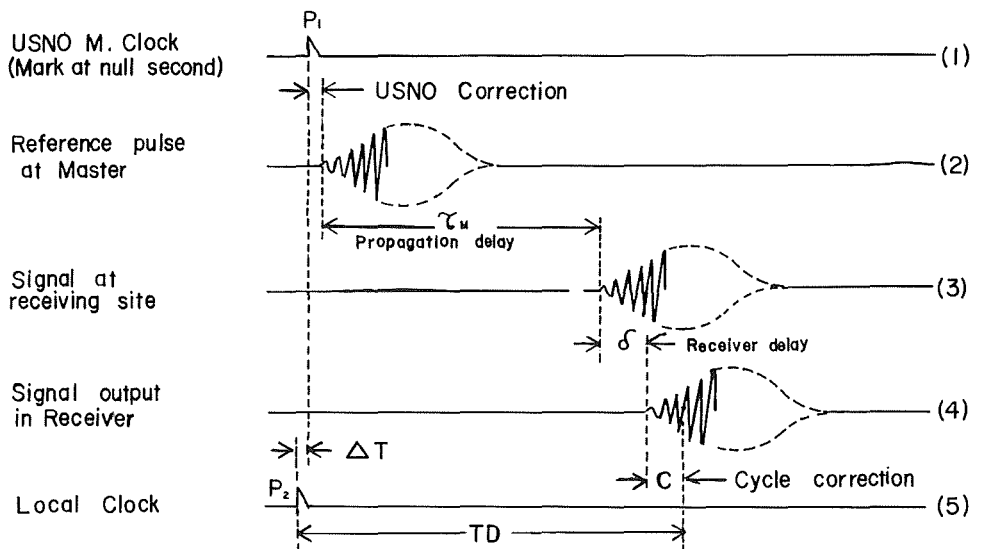 P₁
USNO M. Clock
(Mark at null second)
(1)
USNO Correction
Reference pulse
at Master
(2)
τ_M
Propagation delay
Signal at
receiving site
(3)
δ
Receiver delay
Signal output
in Receiver
(4)
ΔT
C
Cycle correction
P₂
Local Clock
(5)
TD